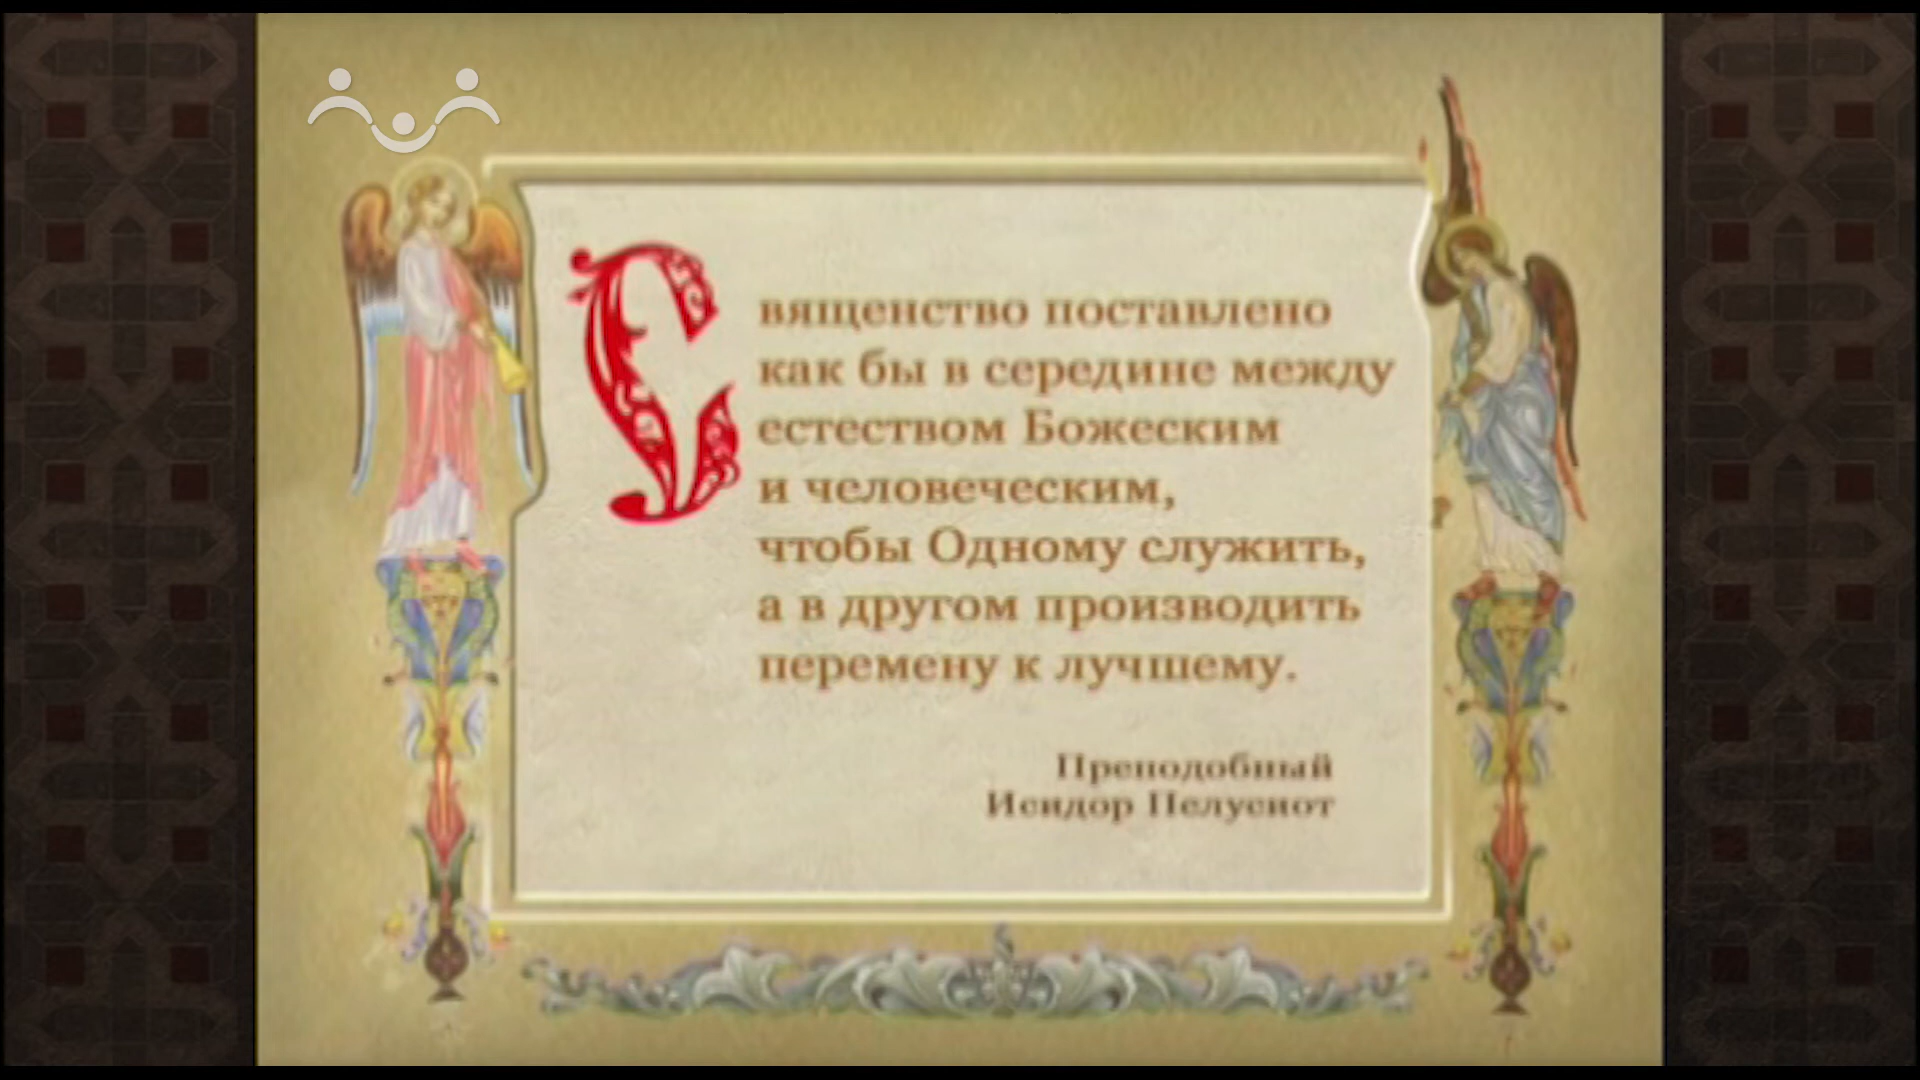 Священство поставлено
как бы в середине между
естеством Божеским
и человеческим,
чтобы Одному служить,
а в другом производить
перемену к лучшему.
Преподобный
Исидор Пелусиот